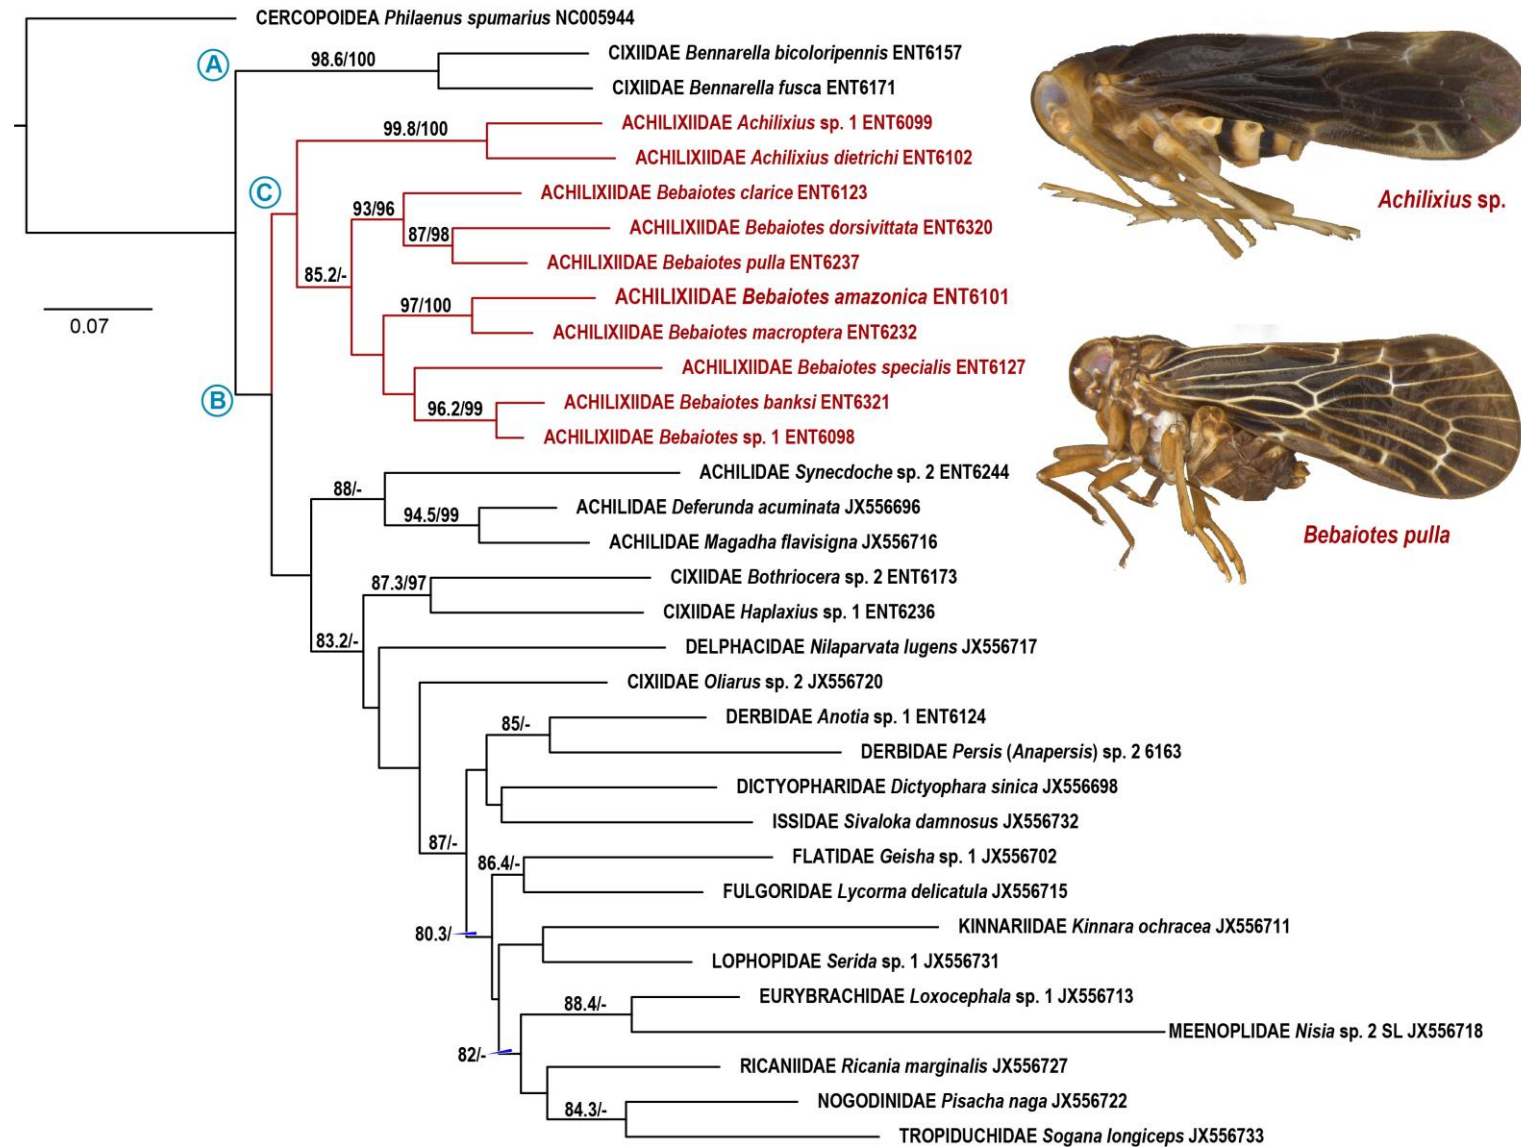 CERCOPOIDEA Philaenus spumarius NC005944
A
98.6/100
CIXIIDAE Bennarella bicoloripennis ENT6157
CIXIIDAE Bennarella fusca ENT6171
99.8/100
ACHILIXIIDAE Achilixius sp. 1 ENT6099
ACHILIXIIDAE Achilixius dietrichi ENT6102
C
93/96
ACHILIXIIDAE Bebaiotes clarice ENT6123
87/98
ACHILIXIIDAE Bebaiotes dorsivittata ENT6320
ACHILIXIIDAE Bebaiotes pulla ENT6237
85.2/-
97/100
ACHILIXIIDAE Bebaiotes amazonica ENT6101
ACHILIXIIDAE Bebaiotes macroptera ENT6232
ACHILIXIIDAE Bebaiotes specialis ENT6127
96.2/99
ACHILIXIIDAE Bebaiotes banksi ENT6321
ACHILIXIIDAE Bebaiotes sp. 1 ENT6098
Achilixius sp.
Bebaiotes pulla
0.07
B
88/-
ACHILIDAE Synecdoche sp. 2 ENT6244
94.5/99
ACHILIDAE Deferunda acuminata JX556696
ACHILIDAE Magadha flavisigna JX556716
87.3/97
CIXIIDAE Bothriocera sp. 2 ENT6173
CIXIIDAE Haplaxius sp. 1 ENT6236
83.2/-
DELPHACIDAE Nilaparvata lugens JX556717
CIXIIDAE Oliarus sp. 2 JX556720
85/-
DERBIDAE Anotia sp. 1 ENT6124
DERBIDAE Persis (Anapersis) sp. 2 6163
DICTYOPHARIDAE Dictyophara sinica JX556698
ISSIDAE Sivaloka damnosus JX556732
87/-
86.4/-
FLATIDAE Geisha sp. 1 JX556702
FULGORIDAE Lycorma delicatula JX556715
80.3/
KINNARIIDAE Kinnara ochracea JX556711
LOPHOPIDAE Serida sp. 1 JX556731
88.4/-
EURYBRACHIDAE Loxocephala sp. 1 JX556713
MEENOPLIDAE Nisia sp. 2 SL JX556718
82/-
RICANIIDAE Ricania marginalis JX556727
84.3/-
NOGODINIDAE Pisacha naga JX556722
TROPIDUCHIDAE Sogana longiceps JX556733